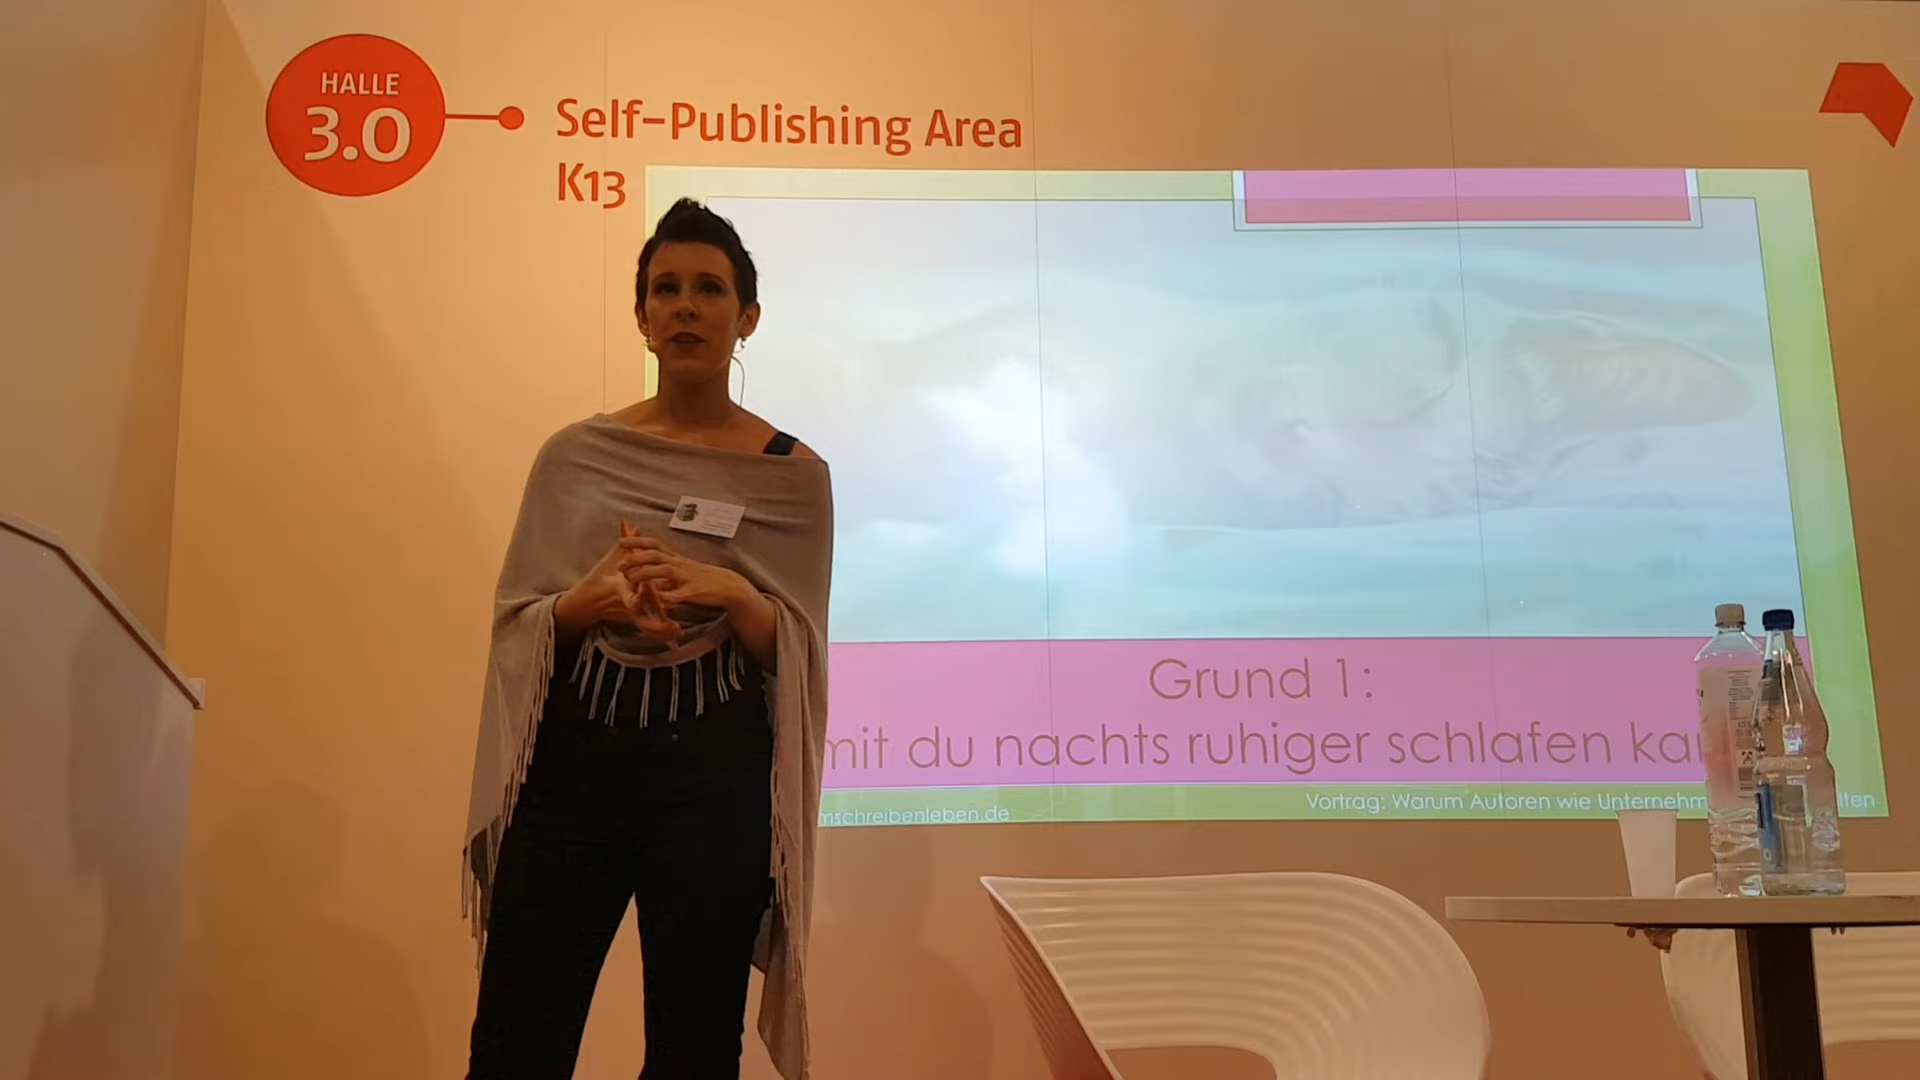 HALLE
3.0
Self-Publishing Area
K13
Grund 1:
mit du nachts ruhiger schlafen ka
mschreibenleben.de
Vortrag: Warum Autoren wie Unternehm
lten